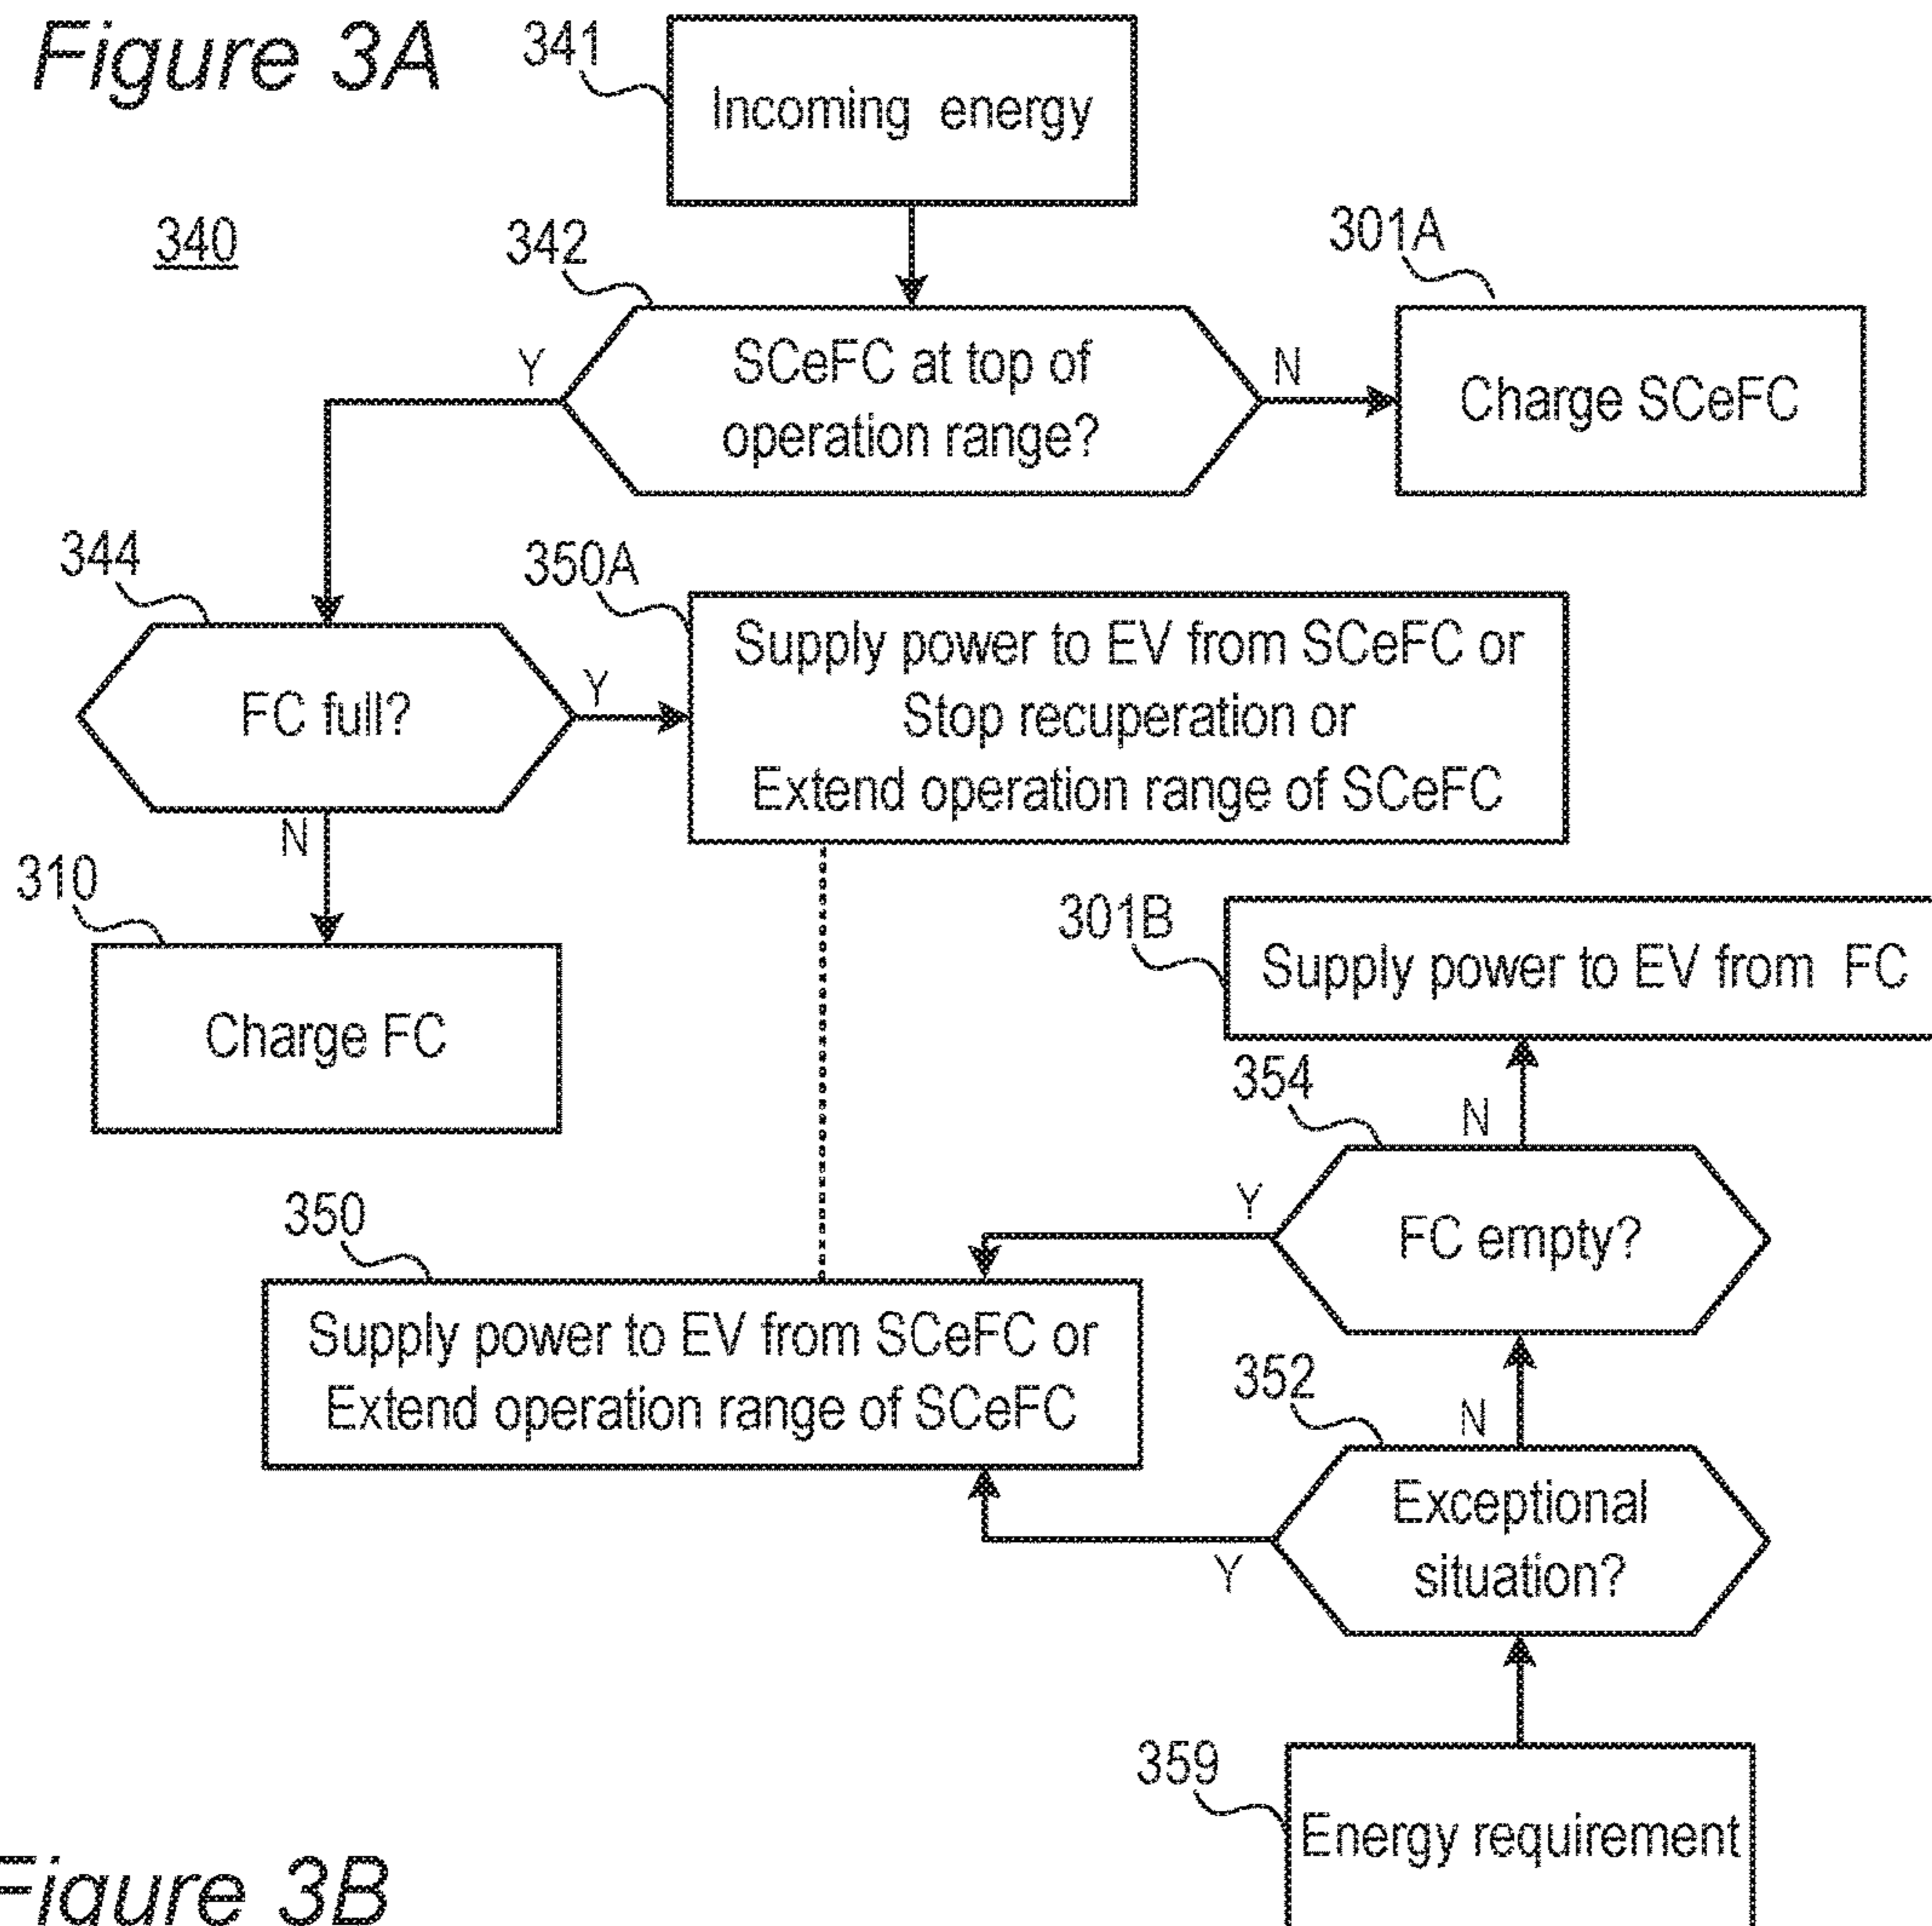 Figure 3A
341
Incoming energy
340
342
301A
SCeFC at top of
operation range?
Y
N
Charge SCeFC
344
350A
FC full?
Y
Supply power to EV from SCeFC or
Stop recuperation or
Extend operation range of SCeFC
N
310
Charge FC
301B
Supply power to EV from FC
354
N
FC empty?
Y
350
Supply power to EV from SCeFC or
Extend operation range of SCeFC
352
N
Exceptional
situation?
Y
359
Energy requirement
Figure 3B